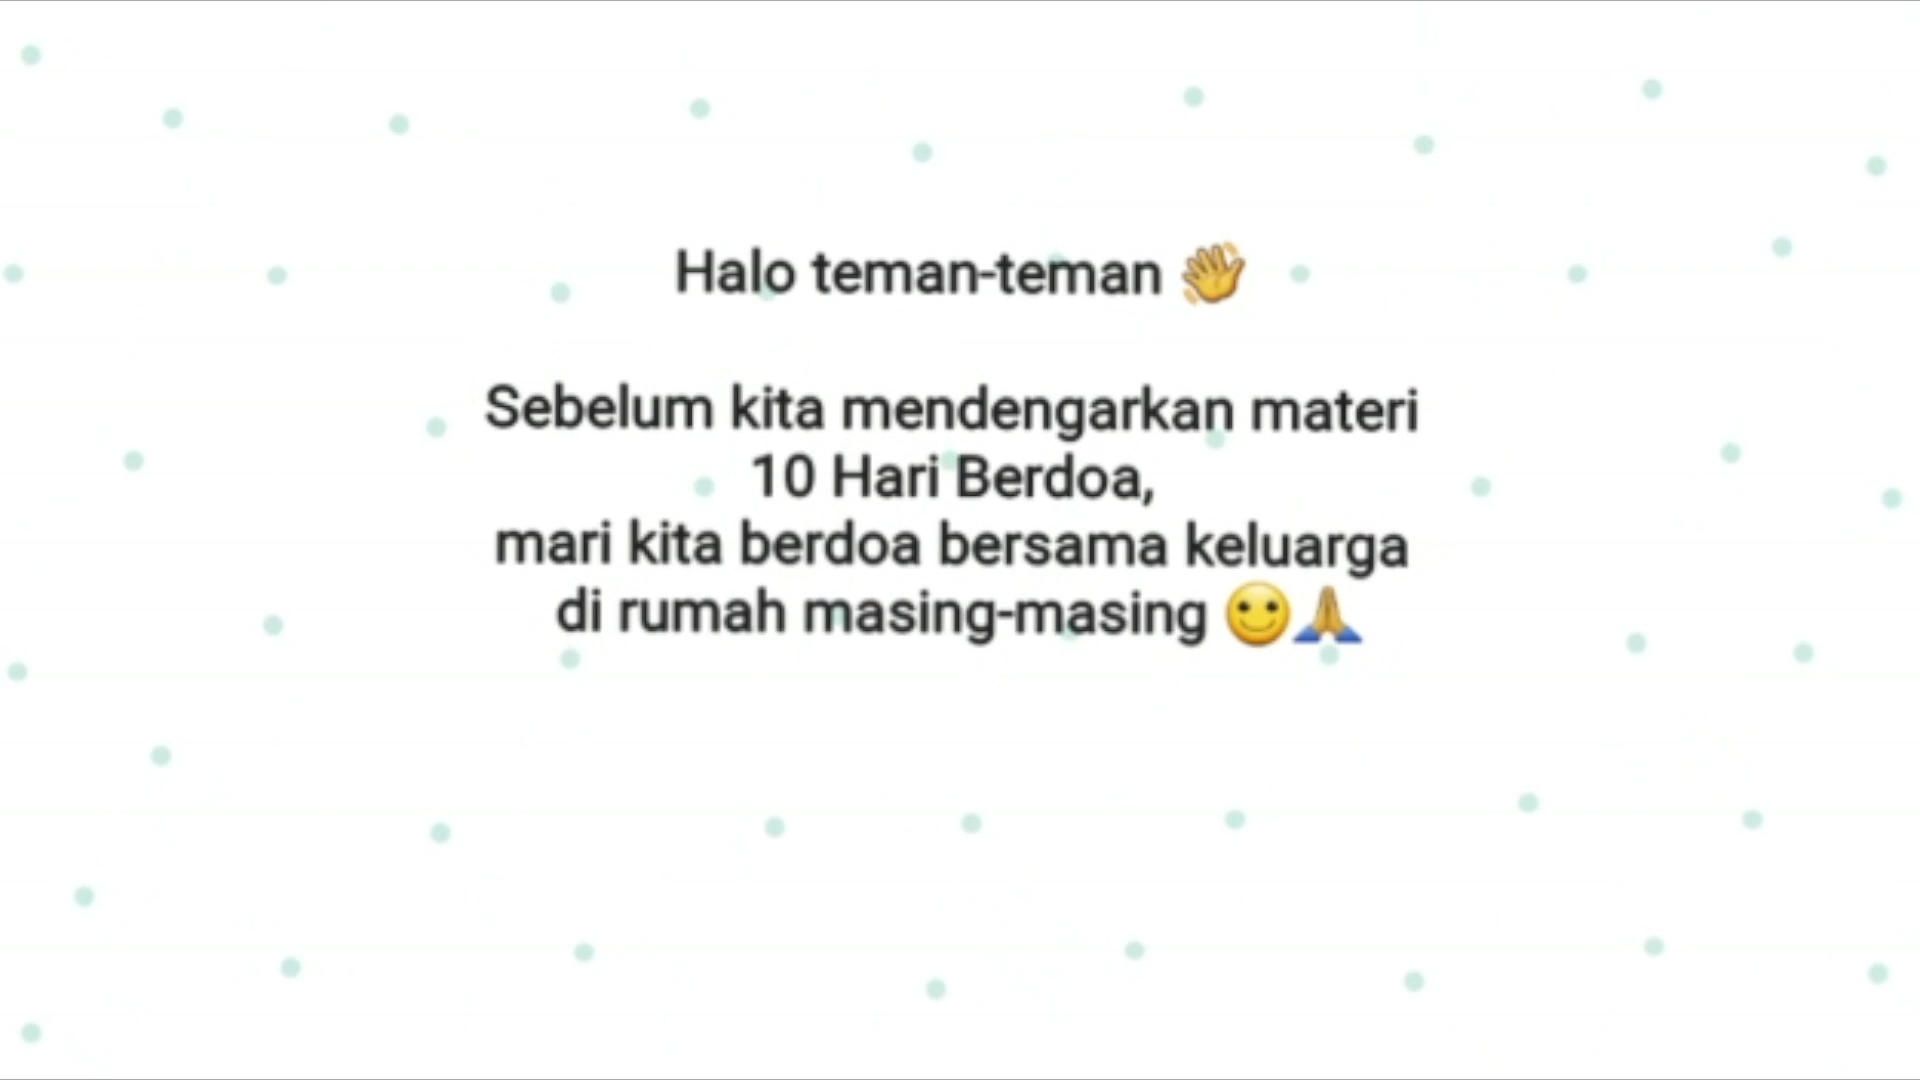 Halo teman-teman 👋
Sebelum kita mendengarkan materi
10 Hari Berdoa,
mari kita berdoa bersama keluarga
di rumah masing-masing 🙂🙏